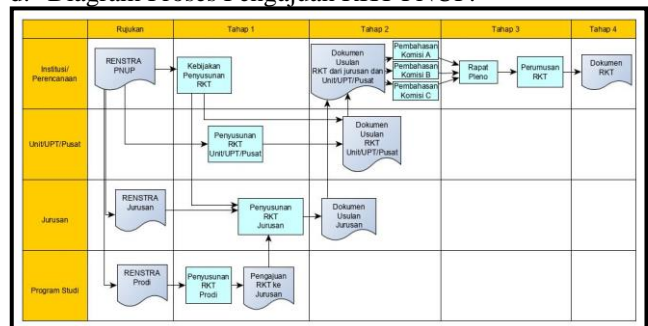 d. Diagram Proses Pengajuan RKT PNUP:
Rujukan
Tahap 1
Tahap 2
Tahap 3
Tahap 4
Institusi/
Perencanaan
RENSTRA
PNUP
Kebijakan
Penyusunan
RKT
Dokumen
Usulan
RKT dari jurusan dan
Unit/UPT/Pusat
Pembahasan
Komisi A
Pembahasan
Komisi B
Pembahasan
Komisi C
Rapat
Pleno
Perumusan
RKT
Dokumen
RKT
Unit/UPT/Pusat
Penyusunan
RKT
Unit/UPT/Pusat
Dokumen
Usulan
RKT
Unit/UPT/Pusat
Jurusan
RENSTRA
Jurusan
Penyusunan
RKT
Jurusan
Dokumen
Usulan
Jurusan
Program Studi
RENSTRA
Prodi
Penyusunan
RKT
Prodi
Pengajuan
RKT ke
Jurusan